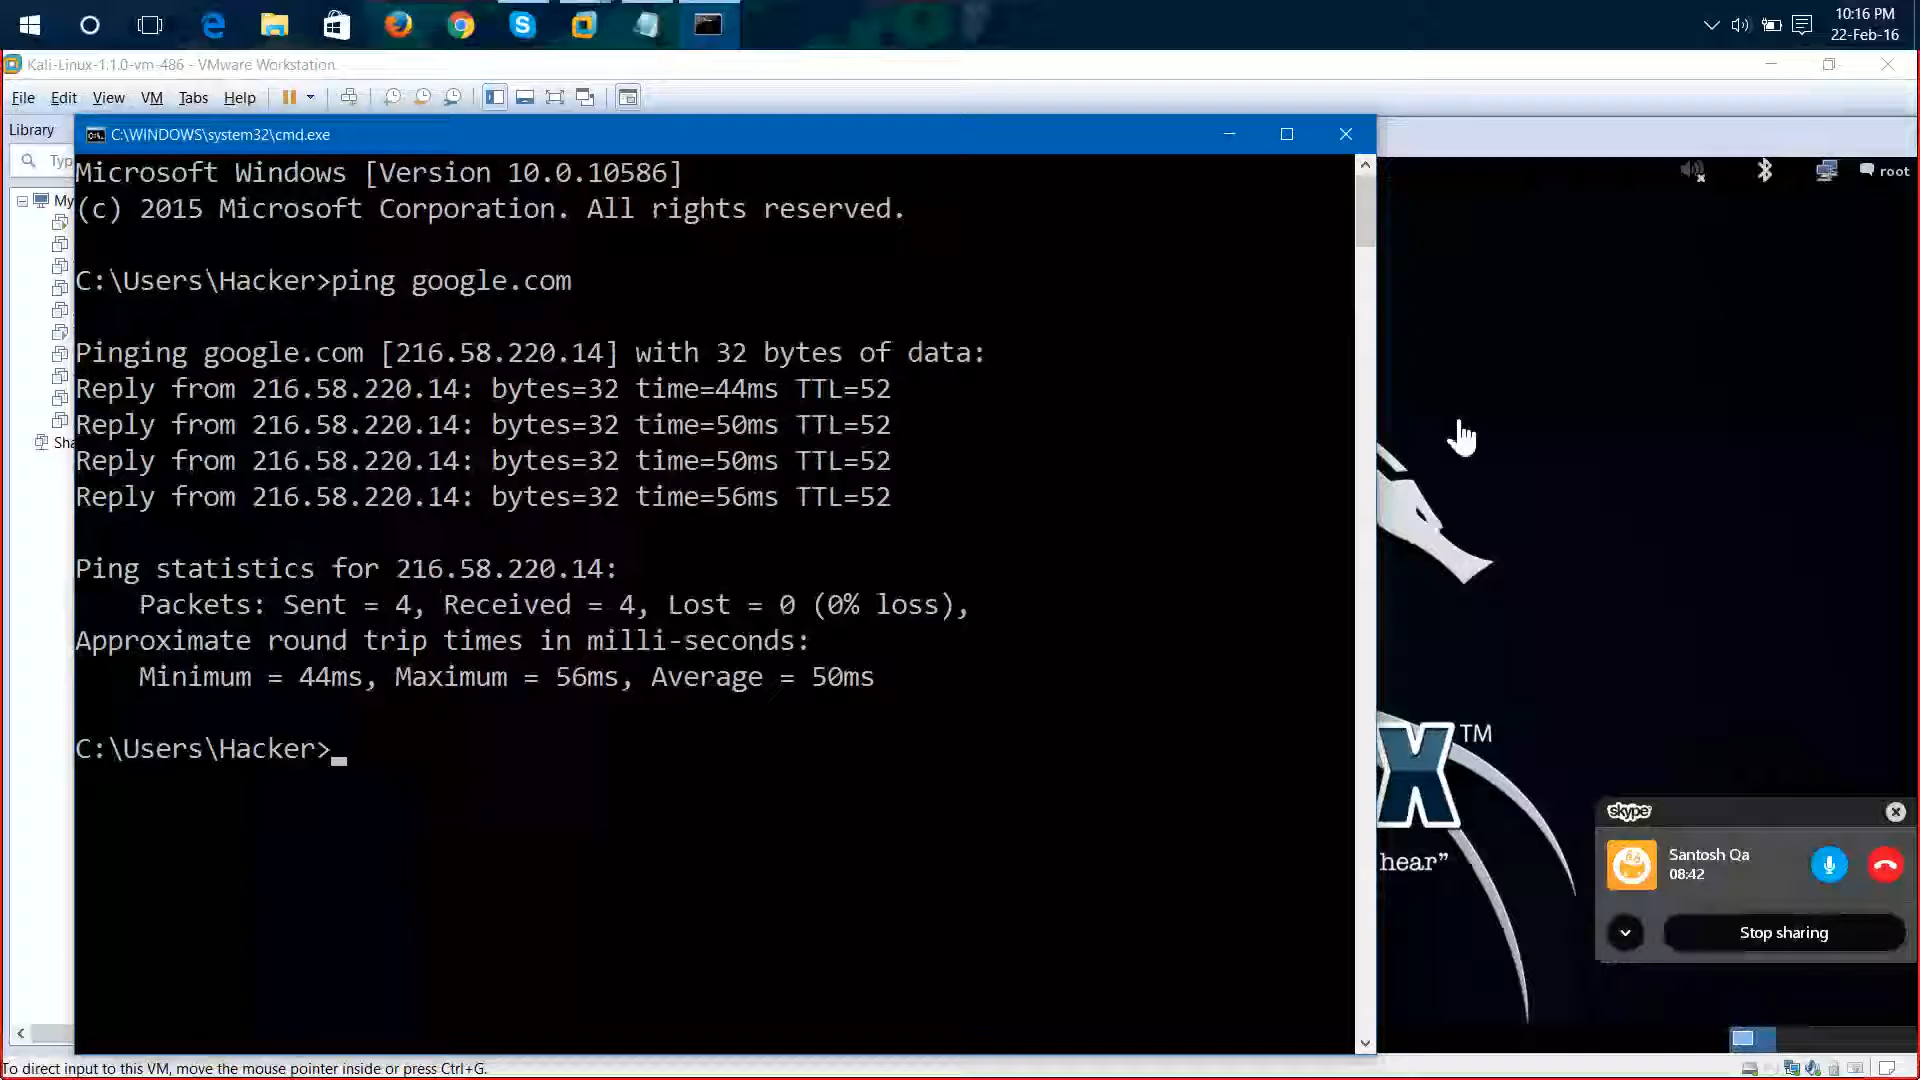 10:16 PM
22-Feb-16
Kali-Linux-1.1.0-vm-486 - VMware Workstation
File Edit View VM Tabs Help
Library
C:\WINDOWS\system32\cmd.exe
Typ
My
Sha
root
Microsoft Windows [Version 10.0.10586]
(c) 2015 Microsoft Corporation. All rights reserved.
C:\Users\Hacker>ping google.com
Pinging google.com [216.58.220.14] with 32 bytes of data:
Reply from 216.58.220.14: bytes=32 time=44ms TTL=52
Reply from 216.58.220.14: bytes=32 time=50ms TTL=52
Reply from 216.58.220.14: bytes=32 time=50ms TTL=52
Reply from 216.58.220.14: bytes=32 time=56ms TTL=52
Ping statistics for 216.58.220.14:
Packets: Sent = 4, Received = 4, Lost = 0 (0% loss),
Approximate round trip times in milli-seconds:
Minimum = 44ms, Maximum = 56ms, Average = 50ms
C:\Users\Hacker>
X™
hear”
skype
Santosh Qa
08:42
Stop sharing
To direct input to this VM, move the mouse pointer inside or press Ctrl+G.